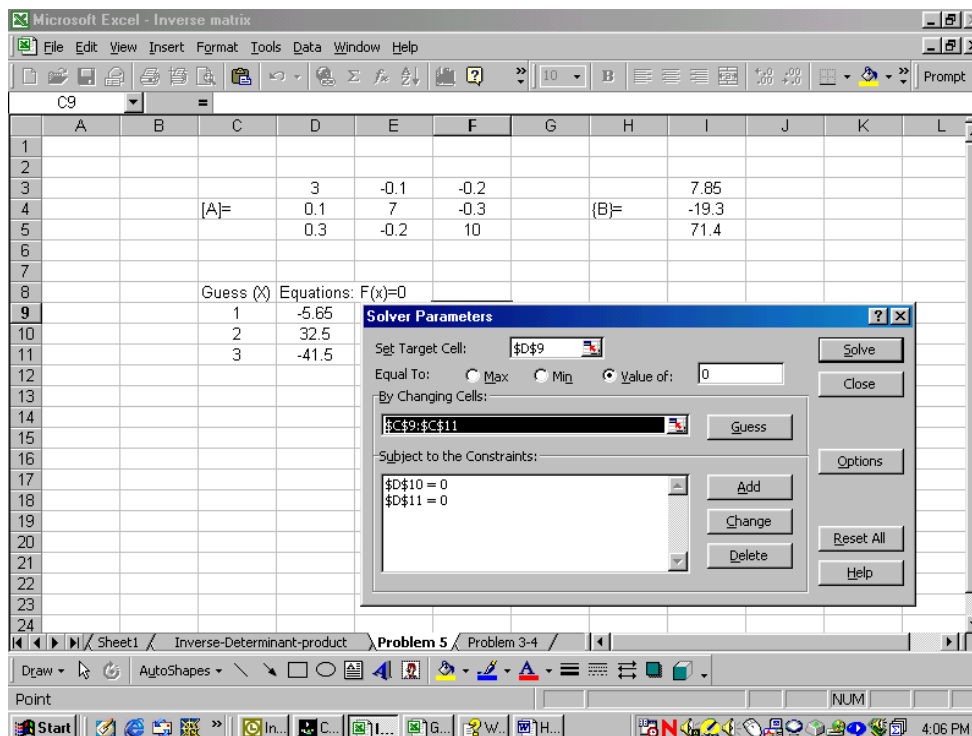 Microsoft Excel - Inverse matrix
File Edit View Insert Format Tools Data Window Help
10 B Prompt
C9 =
A B C D E F G H I J K L
1
2
3 3 -0.1 -0.2 7.85
4 [A]= 0.1 7 -0.3 {B}= -19.3
5 0.3 -0.2 10 71.4
6
7
8 Guess (X) Equations: F(x)=0
9 1 -5.65
10 2 32.5
11 3 -41.5
12
13
14
15
16
17
18
19
20
21
22
23
24
Solver Parameters
Set Target Cell: $D$9 Solve
Equal To: Max Min Value of: 0 Close
By Changing Cells:
$C$9:$C$11 Guess
Subject to the Constraints: Options
$D$10 = 0 Add
$D$11 = 0
Change
Reset All
Delete
Help
Sheet1 Inverse-Determinant-product Problem 5 Problem 3-4
Draw AutoShapes
Point NUM
Start In... C... I... G... W... H... 4:06 PM